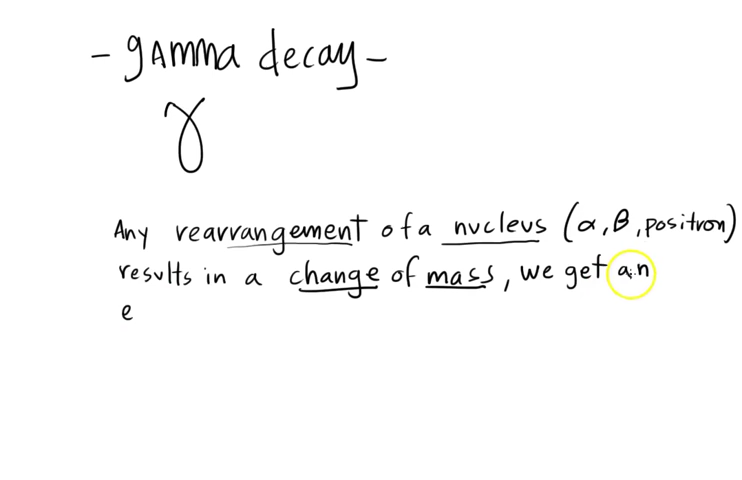 - gamma decay -
γ
Any rearrangement of a nucleus (α, β, positron)
results in a change of mass, we get an
e